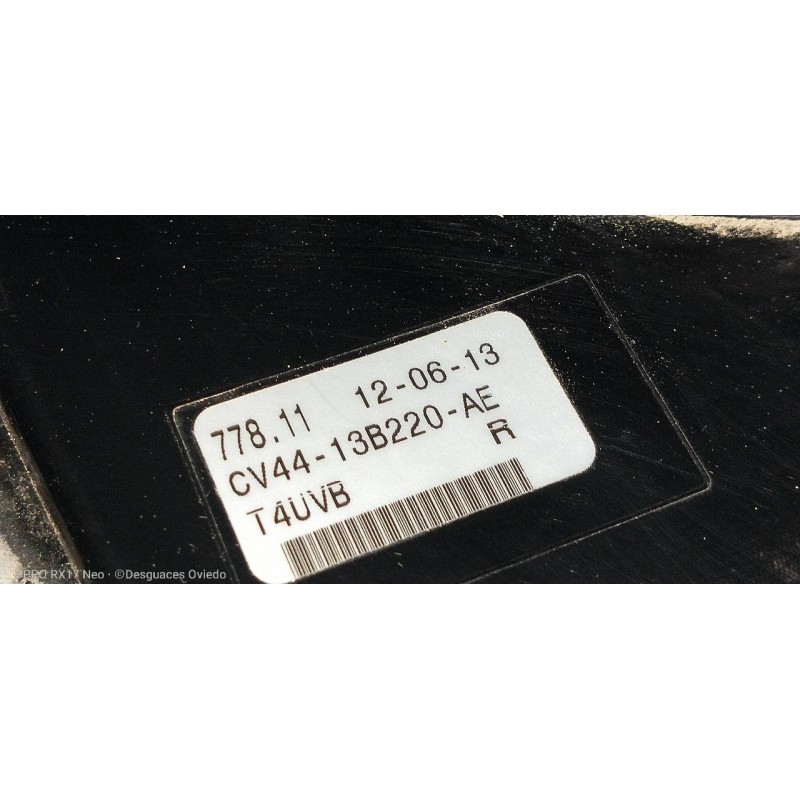 778.11 12-06-13
CV44-13B220-AE
R
T4UVB
OPPO RX17 Neo · ©Desguaces Oviedo